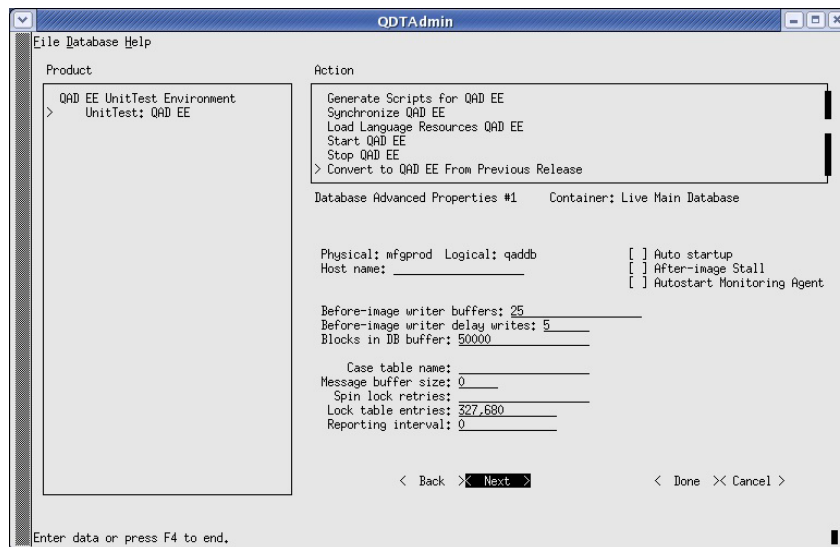 QDTAdmin
File Database Help
Product
QAD EE UnitTest Environment
> UnitTest: QAD EE
Action
Generate Scripts for QAD EE
Synchronize QAD EE
Load Language Resources QAD EE
Start QAD EE
Stop QAD EE
> Convert to QAD EE From Previous Release
Database Advanced Properties #1 Container: Live Main Database
Physical: mfgprod Logical: qaddb [ ] Auto startup
Host name: [ ] After-image Stall
[ ] Autostart Monitoring Agent
Before-image writer buffers: 25
Before-image writer delay writes: 5
Blocks in DB buffer: 50000
Case table name:
Message buffer size: 0
Spin lock retries:
Lock table entries: 327,680
Reporting interval: 0
< Back >< Next > < Done >< Cancel >
Enter data or press F4 to end.